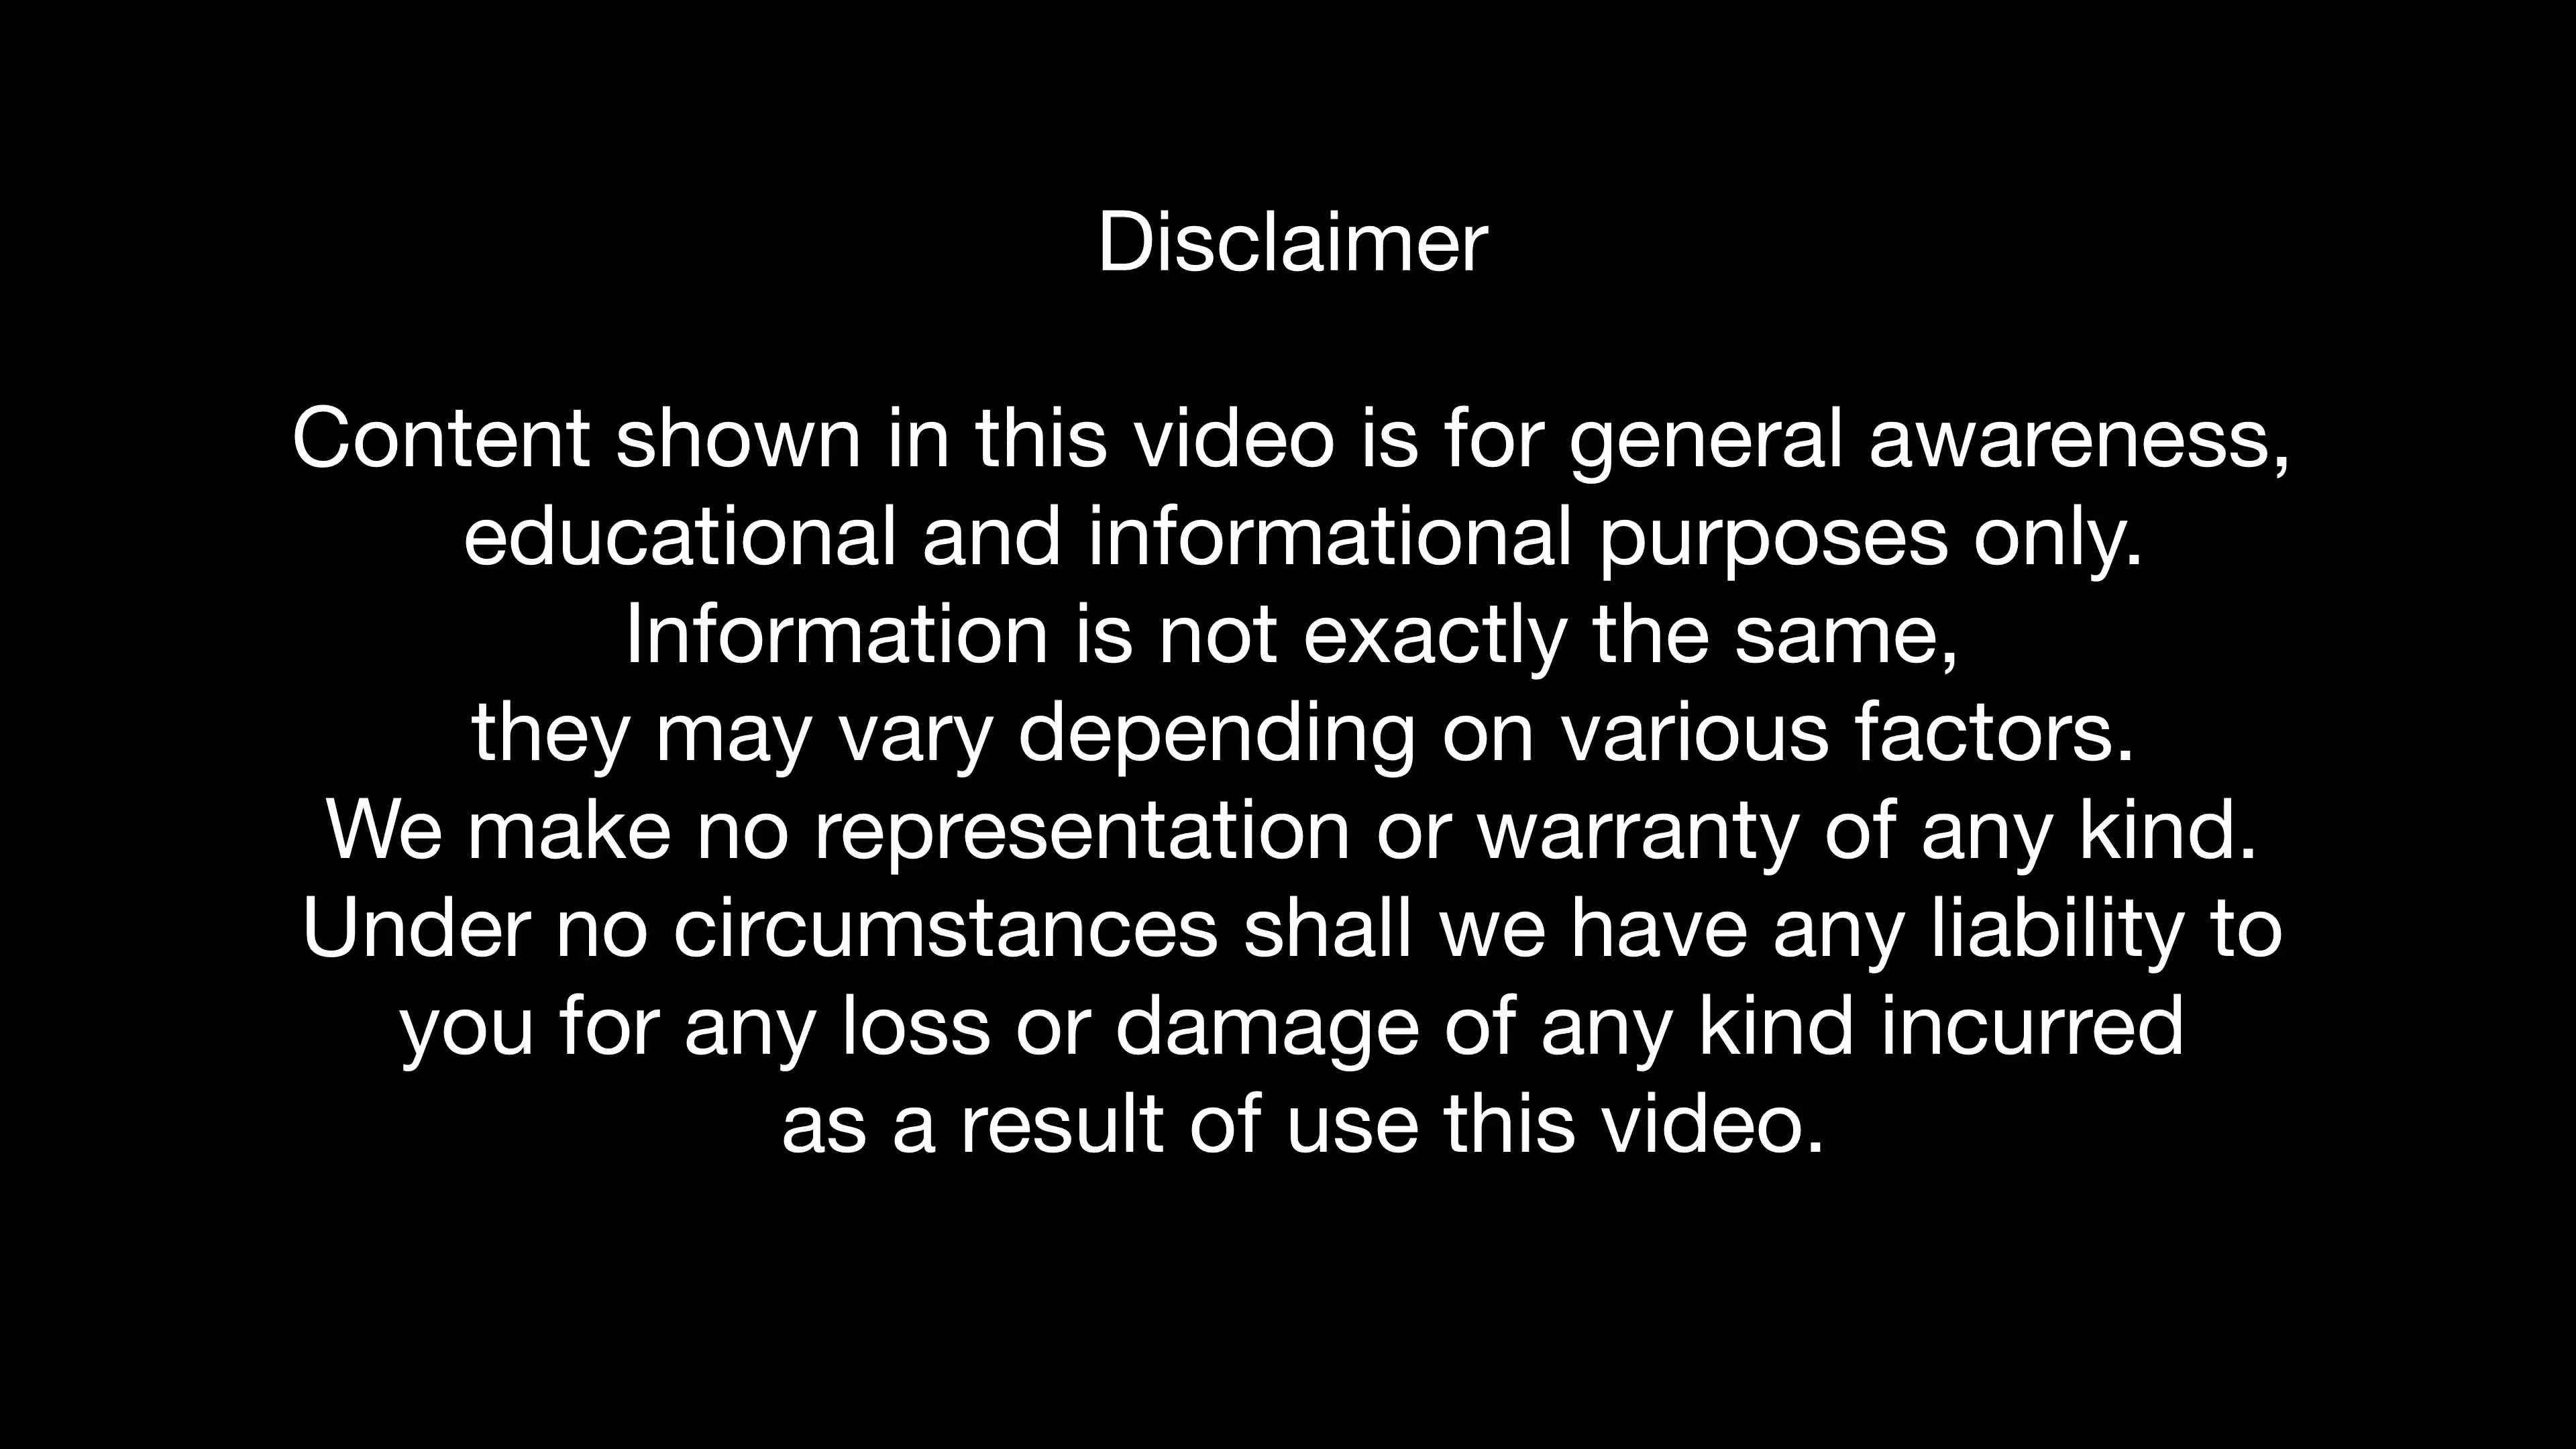 Disclaimer
Content shown in this video is for general awareness,
educational and informational purposes only.
Information is not exactly the same,
they may vary depending on various factors.
We make no representation or warranty of any kind.
Under no circumstances shall we have any liability to
you for any loss or damage of any kind incurred
as a result of use this video.